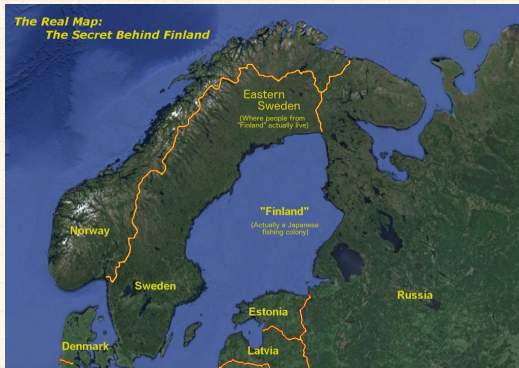 The Real Map:
The Secret Behind Finland
Eastern
Sweden
(Where people from
"Finland" actually live)
"Finland"
(Actually a Japanese
fishing colony)
Norway
Sweden
Russia
Estonia
Denmark
Latvia